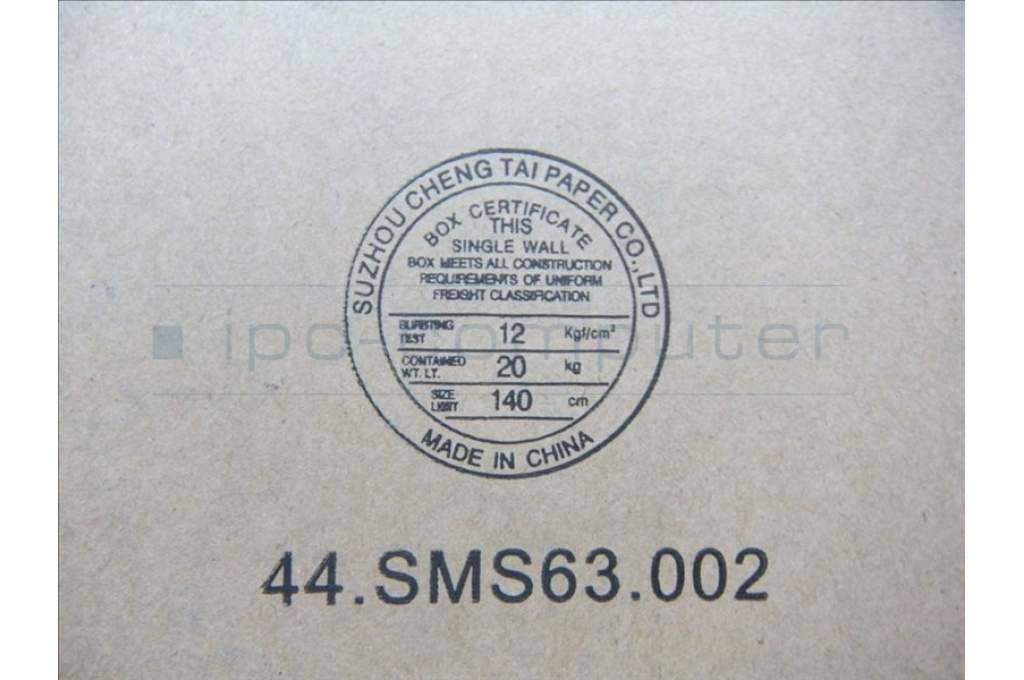 SUZHOU CHENG TAI PAPER CO.,LTD
BOX CERTIFICATE
THIS
SINGLE WALL
BOX MEETS ALL CONSTRUCTION
REQUIREMENTS OF UNIFORM
FREIGHT CLASSIFICATION
BURSTING
TEST
12
Kgf/cm²
CONTAINED
WT. LT.
20
kg
SIZE
LIMIT
140
cm
MADE IN CHINA
ipc-computer
44.SMS63.002